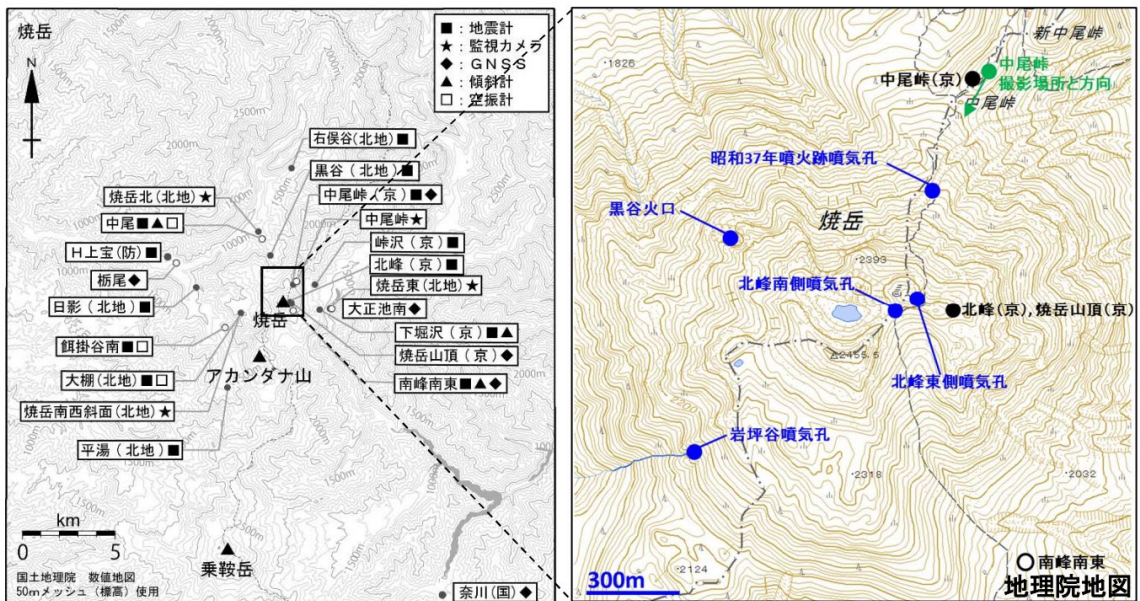 焼岳
N
■：地震計
★：監視カメラ
◆：ＧＮＳＳ
▲：傾斜計
□：空振計
2500m
2000m
右俣谷(北地)■
黒谷（北地)■
焼岳北(北地)★
中尾峠（京）■◆
中尾■▲□
中尾峠★
Ｈ上宝(防)■
峠沢（京）■
栃尾◆
北峰（京）■
日影（北地）■
焼岳東(北地)★
焼岳
大正池南◆
餌掛谷南■□
下堀沢（京）■▲
焼岳山頂（京）◆
大棚(北地)■□
アカンダナ山
南峰南東■▲◆
焼岳南西斜面(北地)★
平湯（北地）■
1000m
1500m
km
0 5
乗鞍岳
国土地理院　数値地図
50mメッシュ（標高）使用
奈川(国)◆
新中尾峠
・1826
中尾峠(京)
中尾峠
撮影場所と方向
中尾峠
昭和37年噴火跡噴気孔
黒谷火口
焼岳
・2393
北峰南側噴気孔
北峰(京),焼岳山頂(京)
△2455.5
北峰東側噴気孔
岩坪谷噴気孔
・2318
・2032
・2124
南峰南東
300m
地理院地図